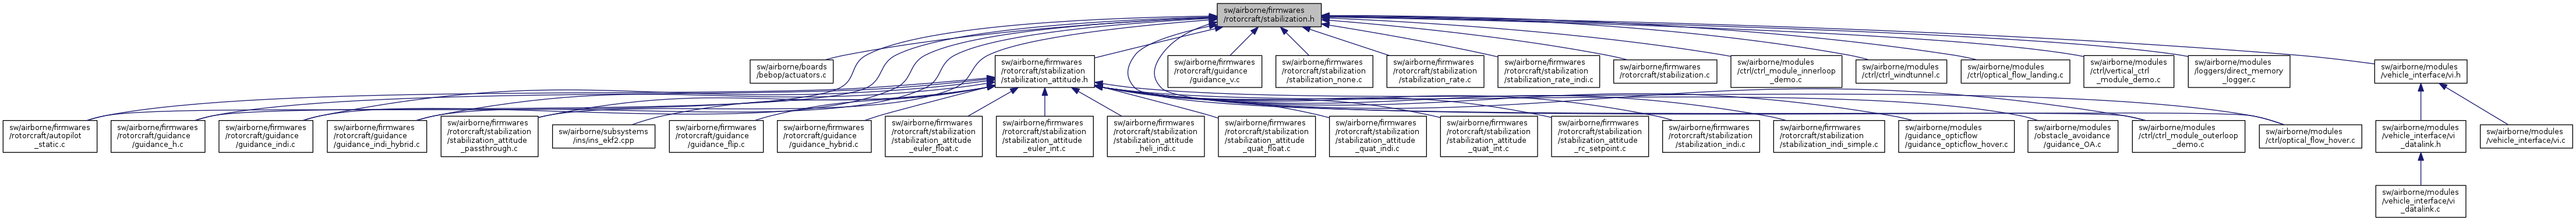 sw/airborne/firmwares
/rotorcraft/stabilization.h
sw/airborne/boards
/bebop/actuators.c
sw/airborne/firmwares
/rotorcraft/stabilization
/stabilization_attitude.h
sw/airborne/firmwares
/rotorcraft/guidance
/guidance_v.c
sw/airborne/firmwares
/rotorcraft/stabilization
/stabilization_none.c
sw/airborne/firmwares
/rotorcraft/stabilization
/stabilization_rate.c
sw/airborne/firmwares
/rotorcraft/stabilization
/stabilization_rate_indi.c
sw/airborne/firmwares
/rotorcraft/stabilization.c
sw/airborne/modules
/ctrl/ctrl_module_innerloop
_demo.c
sw/airborne/modules
/ctrl/ctrl_windtunnel.c
sw/airborne/modules
/ctrl/optical_flow_landing.c
sw/airborne/modules
/ctrl/vertical_ctrl
_module_demo.c
sw/airborne/modules
/loggers/direct_memory
_logger.c
sw/airborne/modules
/vehicle_interface/vi.h
sw/airborne/firmwares
/rotorcraft/autopilot
_static.c
sw/airborne/firmwares
/rotorcraft/guidance
/guidance_h.c
sw/airborne/firmwares
/rotorcraft/guidance
/guidance_indi.c
sw/airborne/firmwares
/rotorcraft/guidance
/guidance_indi_hybrid.c
sw/airborne/firmwares
/rotorcraft/stabilization
/stabilization_attitude
_passthrough.c
sw/airborne/subsystems
/ins/ins_ekf2.cpp
sw/airborne/firmwares
/rotorcraft/guidance
/guidance_flip.c
sw/airborne/firmwares
/rotorcraft/guidance
/guidance_hybrid.c
sw/airborne/firmwares
/rotorcraft/stabilization
/stabilization_attitude
_euler_float.c
sw/airborne/firmwares
/rotorcraft/stabilization
/stabilization_attitude
_euler_int.c
sw/airborne/firmwares
/rotorcraft/stabilization
/stabilization_attitude
_heli_indi.c
sw/airborne/firmwares
/rotorcraft/stabilization
/stabilization_attitude
_quat_float.c
sw/airborne/firmwares
/rotorcraft/stabilization
/stabilization_attitude
_quat_indi.c
sw/airborne/firmwares
/rotorcraft/stabilization
/stabilization_attitude
_quat_int.c
sw/airborne/firmwares
/rotorcraft/stabilization
/stabilization_attitude
_rc_setpoint.c
sw/airborne/firmwares
/rotorcraft/stabilization
/stabilization_indi.c
sw/airborne/firmwares
/rotorcraft/stabilization
/stabilization_indi_simple.c
sw/airborne/modules
/guidance_opticflow
/guidance_opticflow_hover.c
sw/airborne/modules
/obstacle_avoidance
/guidance_OA.c
sw/airborne/modules
/ctrl/ctrl_module_outerloop
_demo.c
sw/airborne/modules
/ctrl/optical_flow_hover.c
sw/airborne/modules
/vehicle_interface/vi
_datalink.h
sw/airborne/modules
/vehicle_interface/vi.c
sw/airborne/modules
/vehicle_interface/vi
_datalink.c